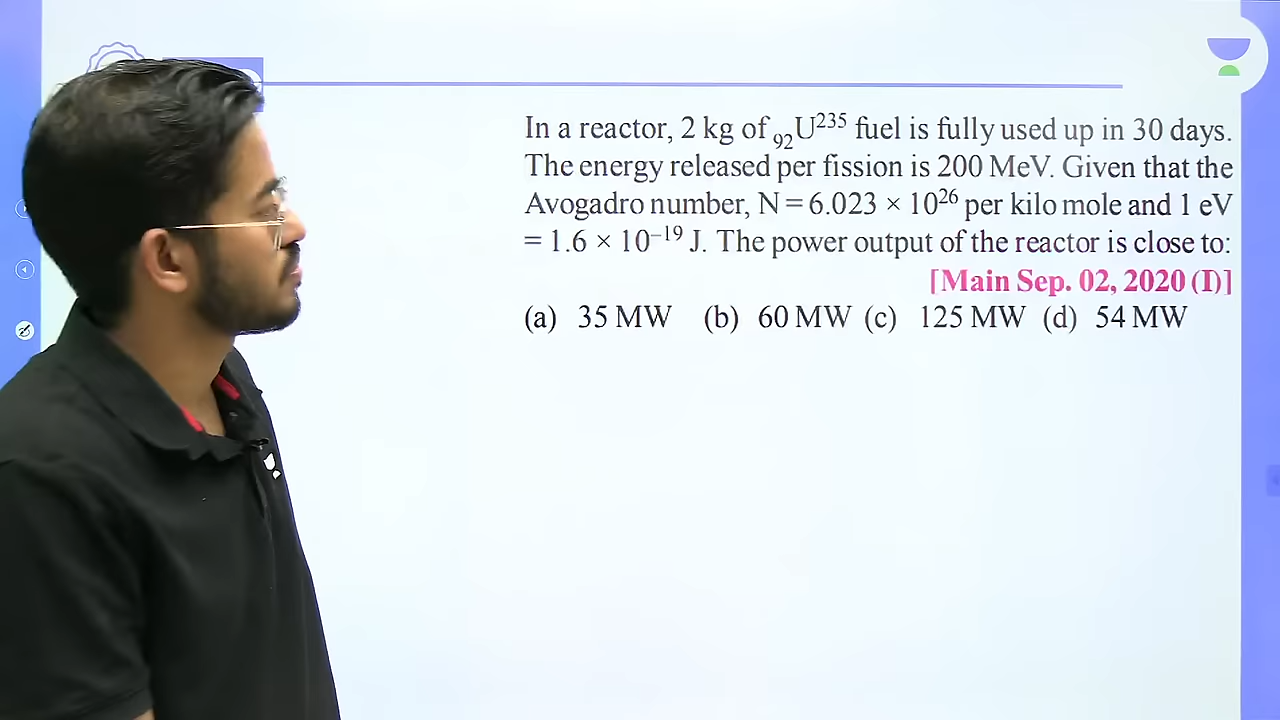 In a reactor, 2 kg of ₉₂U²³⁵ fuel is fully used up in 30 days.
The energy released per fission is 200 MeV. Given that the
Avogadro number, N = 6.023 × 10²⁶ per kilo mole and 1 eV
= 1.6 × 10⁻¹⁹ J. The power output of the reactor is close to:
[Main Sep. 02, 2020 (I)]
(a) 35 MW (b) 60 MW (c) 125 MW (d) 54 MW